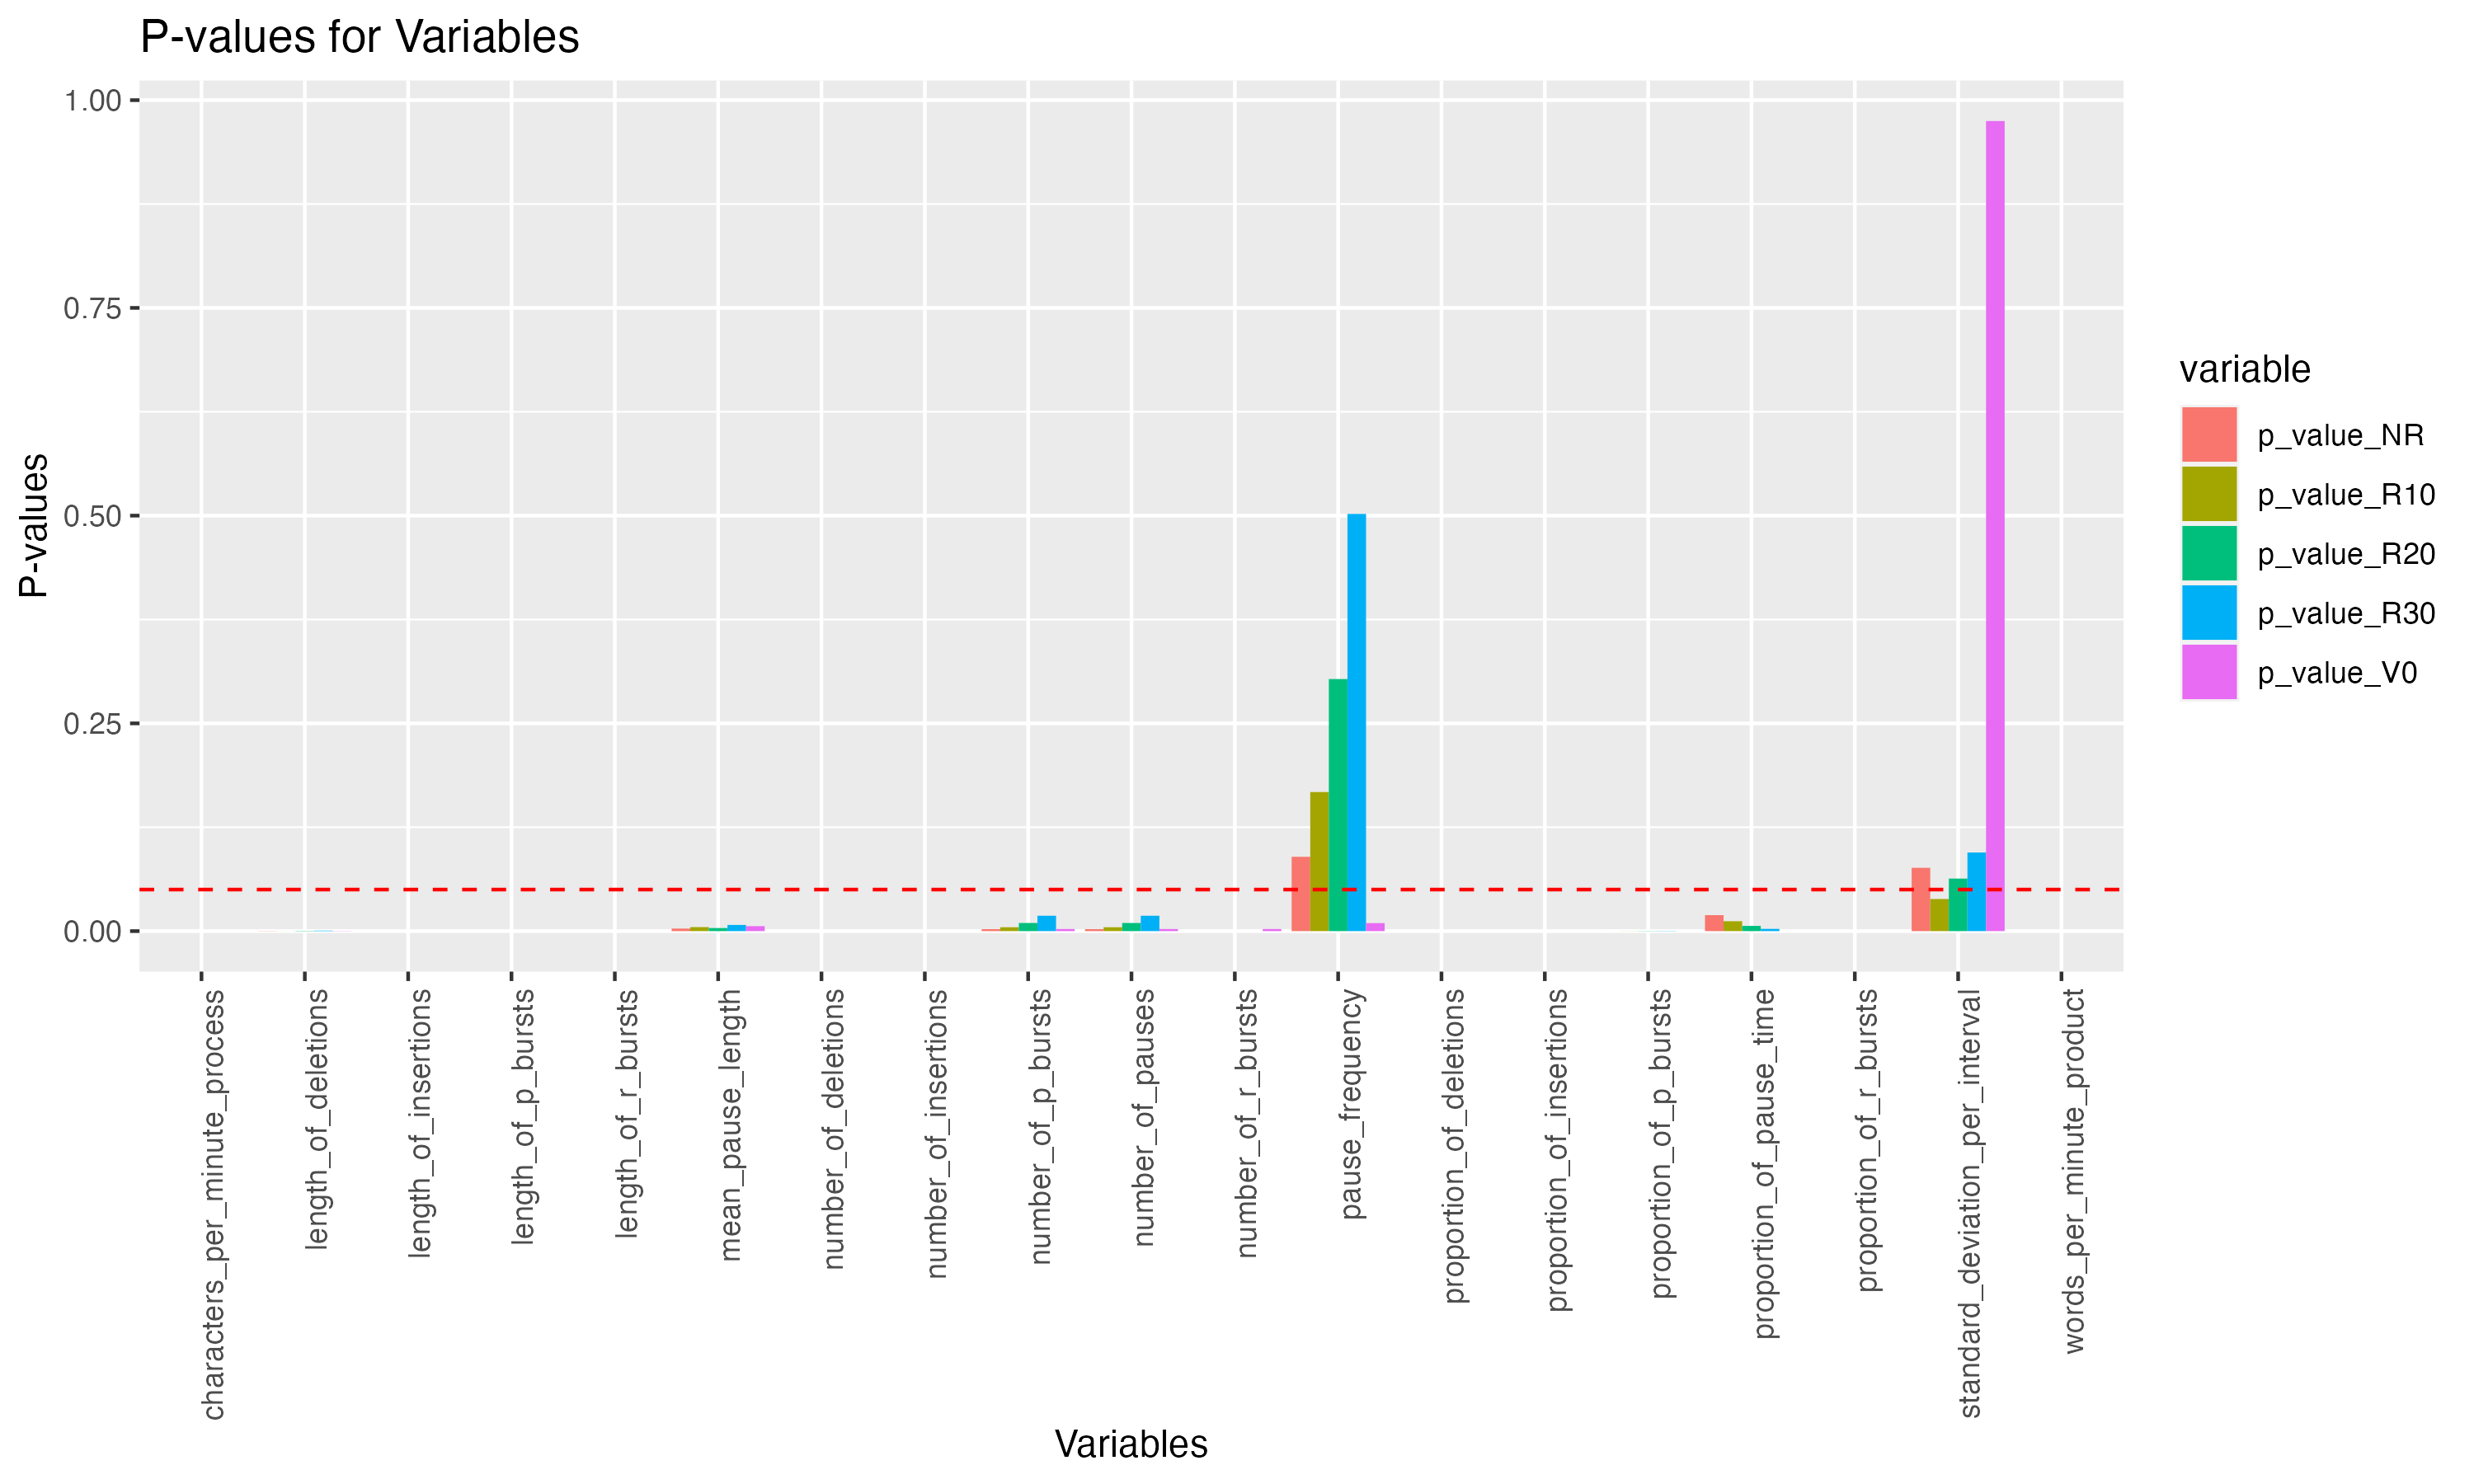 P-values for Variables
1.00
0.75
0.50
0.25
0.00
P-values
characters_per_minute_process
length_of_deletions
length_of_insertions
length_of_p_bursts
length_of_r_bursts
mean_pause_length
number_of_deletions
number_of_insertions
number_of_p_bursts
number_of_pauses
number_of_r_bursts
pause_frequency
proportion_of_deletions
proportion_of_insertions
proportion_of_p_bursts
proportion_of_pause_time
proportion_of_r_bursts
standard_deviation_per_interval
words_per_minute_product
Variables
variable
p_value_NR
p_value_R10
p_value_R20
p_value_R30
p_value_V0